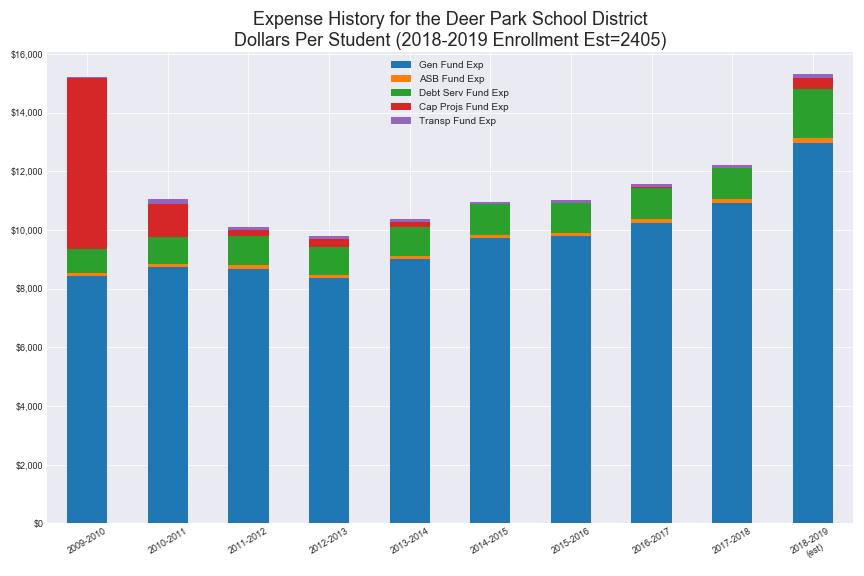 Expense History for the Deer Park School District
Dollars Per Student (2018-2019 Enrollment Est=2405)
Gen Fund Exp
ASB Fund Exp
Debt Serv Fund Exp
Cap Projs Fund Exp
Transp Fund Exp
$16,000
$14,000
$12,000
$10,000
$8,000
$6,000
$4,000
$2,000
$0
2009-2010
2010-2011
2011-2012
2012-2013
2013-2014
2014-2015
2015-2016
2016-2017
2017-2018
2018-2019
(est)